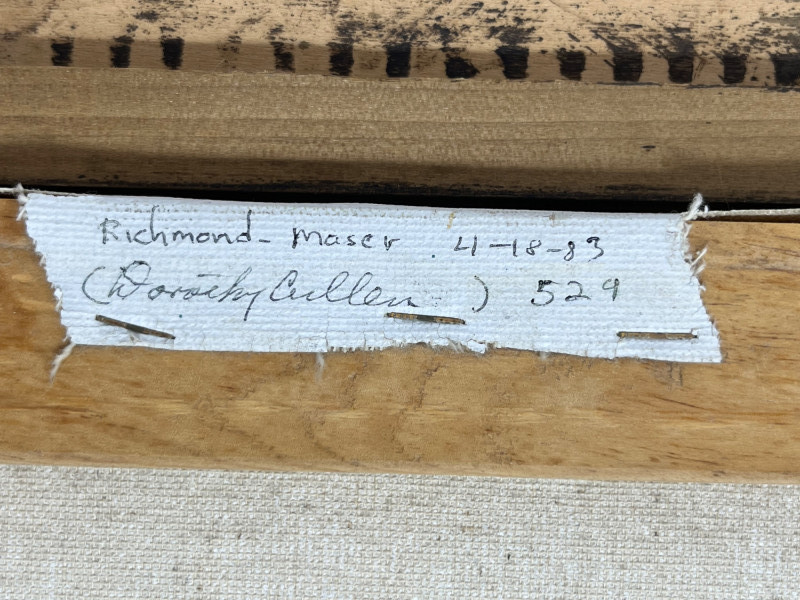 Richmond - Maser . 4-18-83
(Dorothy Cullen ) 529